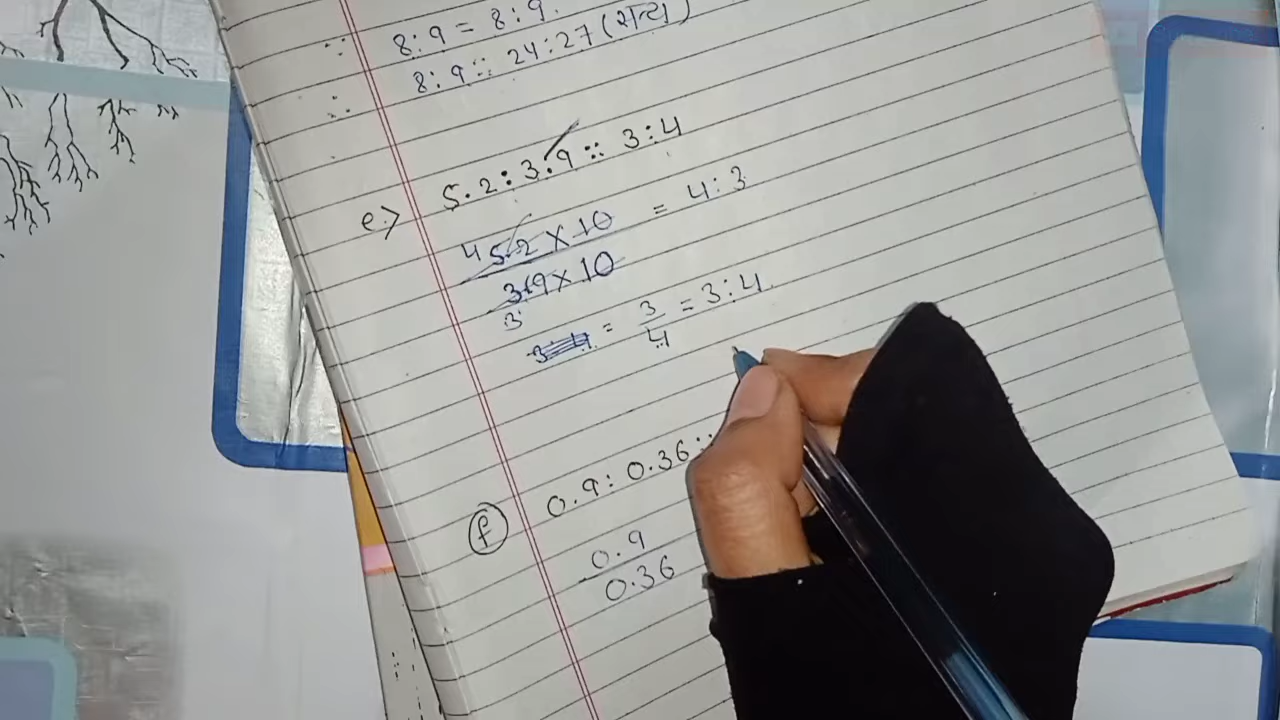 ∵ 8:9 = 8:9.
∴ 8:9 :: 24:27 (सत्य)
e.> 5.2 : 3.9 :: 3:4
4 5.2 × 10 = 4:3
3.9 × 10
3
= 3/4 = 3:4.
(f) 0.9 : 0.36 ::
0.9
0.36